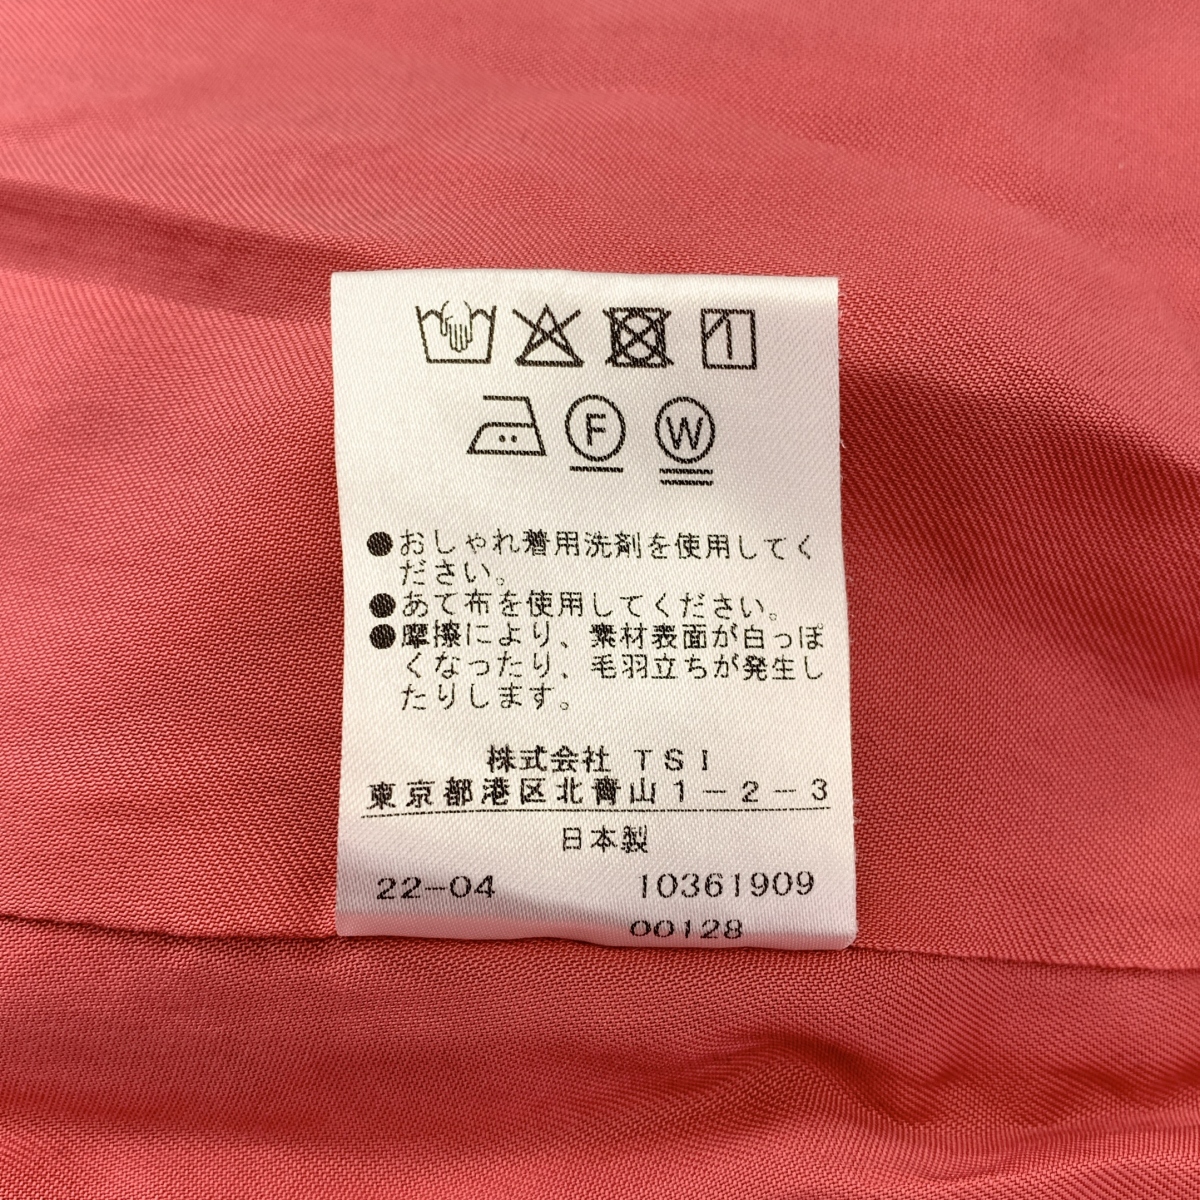 F W
●おしゃれ着用洗剤を使用してく
ださい。
●あて布を使用してください。
●摩擦により、素材表面が白っぽ
くなったり、毛羽立ちが発生し
たりします。
株式会社 TSI
東京都港区北青山1-2-3
日本製
22-04 10361909
00128